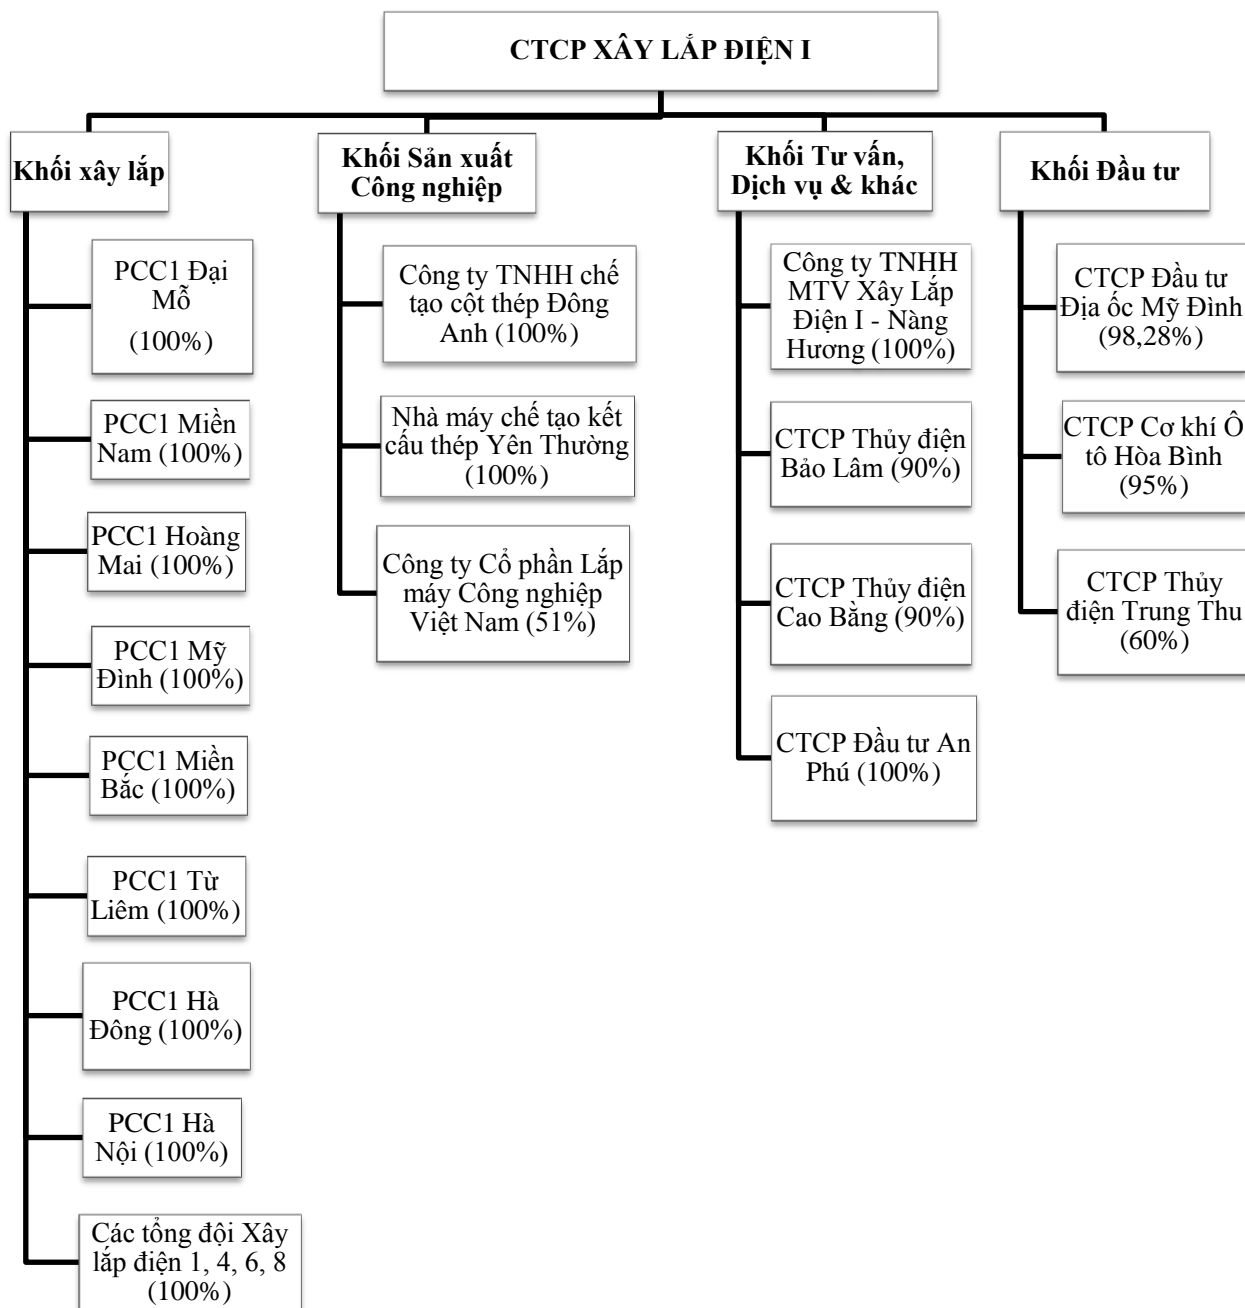 CTCP XÂY LẮP ĐIỆN I
Khối xây lắp
PCC1 Đại
Mỗ
(100%)
PCC1 Miền
Nam (100%)
PCC1 Hoàng
Mai (100%)
PCC1 Mỹ
Đình (100%)
PCC1 Miền
Bắc (100%)
PCC1 Từ
Liêm (100%)
PCC1 Hà
Đông (100%)
PCC1 Hà
Nội (100%)
Các tổng đội Xây
lắp điện 1, 4, 6, 8
(100%)
Khối Sản xuất
Công nghiệp
Công ty TNHH chế
tạo cột thép Đông
Anh (100%)
Nhà máy chế tạo kết
cấu thép Yên Thường
(100%)
Công ty Cổ phần Lắp
máy Công nghiệp
Việt Nam (51%)
Khối Tư vấn,
Dịch vụ & khác
Công ty TNHH
MTV Xây Lắp
Điện I - Nàng
Hương (100%)
CTCP Thủy điện
Bảo Lâm (90%)
CTCP Thủy điện
Cao Bằng (90%)
CTCP Đầu tư An
Phú (100%)
Khối Đầu tư
CTCP Đầu tư
Địa ốc Mỹ Đình
(98,28%)
CTCP Cơ khí Ô
tô Hòa Bình
(95%)
CTCP Thủy
điện Trung Thu
(60%)